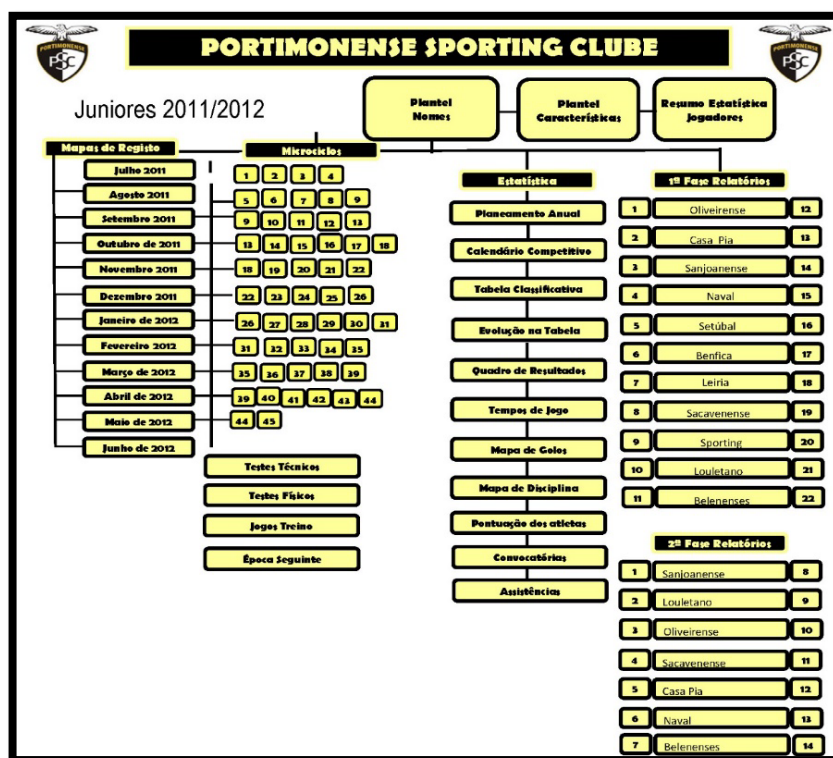 PORTIMONENSE
PSC
PORTIMONENSE SPORTING CLUBE
PORTIMONENSE
PSC
Juniores 2011/2012
Plantel
Nomes
Plantel
Características
Resumo Estatística
Jogadores
Mapas de Registo
Julho 2011
Agosto 2011
Setembro 2011
Outubro de 2011
Novembro 2011
Dezembro 2011
Janeiro de 2012
Fevereiro 2012
Março de 2012
Abril de 2012
Maio de 2012
Junho de 2012
Microciclos
1 2 3 4
5 6 7 8 9
9 10 11 12 13
13 14 15 16 17 18
18 19 20 21 22
22 23 24 25 26
26 27 28 29 30 31
31 32 33 34 35
35 36 37 38 39
39 40 41 42 43 44
44 45
Testes Técnicos
Testes Físicos
Jogos Treino
Época Seguinte
Estatística
Planeamento Anual
Calendário Competitivo
Tabela Classificativa
Evolução na Tabela
Quadro de Resultados
Tempos de Jogo
Mapa de Golos
Mapa de Disciplina
Pontuação dos atletas
Convocatórias
Assistências
1ª Fase Relatórios
1 Oliveirense 12
2 Casa Pia 13
3 Sanjoanense 14
4 Naval 15
5 Setúbal 16
6 Benfica 17
7 Leiria 18
8 Sacavenense 19
9 Sporting 20
10 Louletano 21
11 Belenenses 22
2ª Fase Relatórios
1 Sanjoanense 8
2 Louletano 9
3 Oliveirense 10
4 Sacavenense 11
5 Casa Pia 12
6 Naval 13
7 Belenenses 14